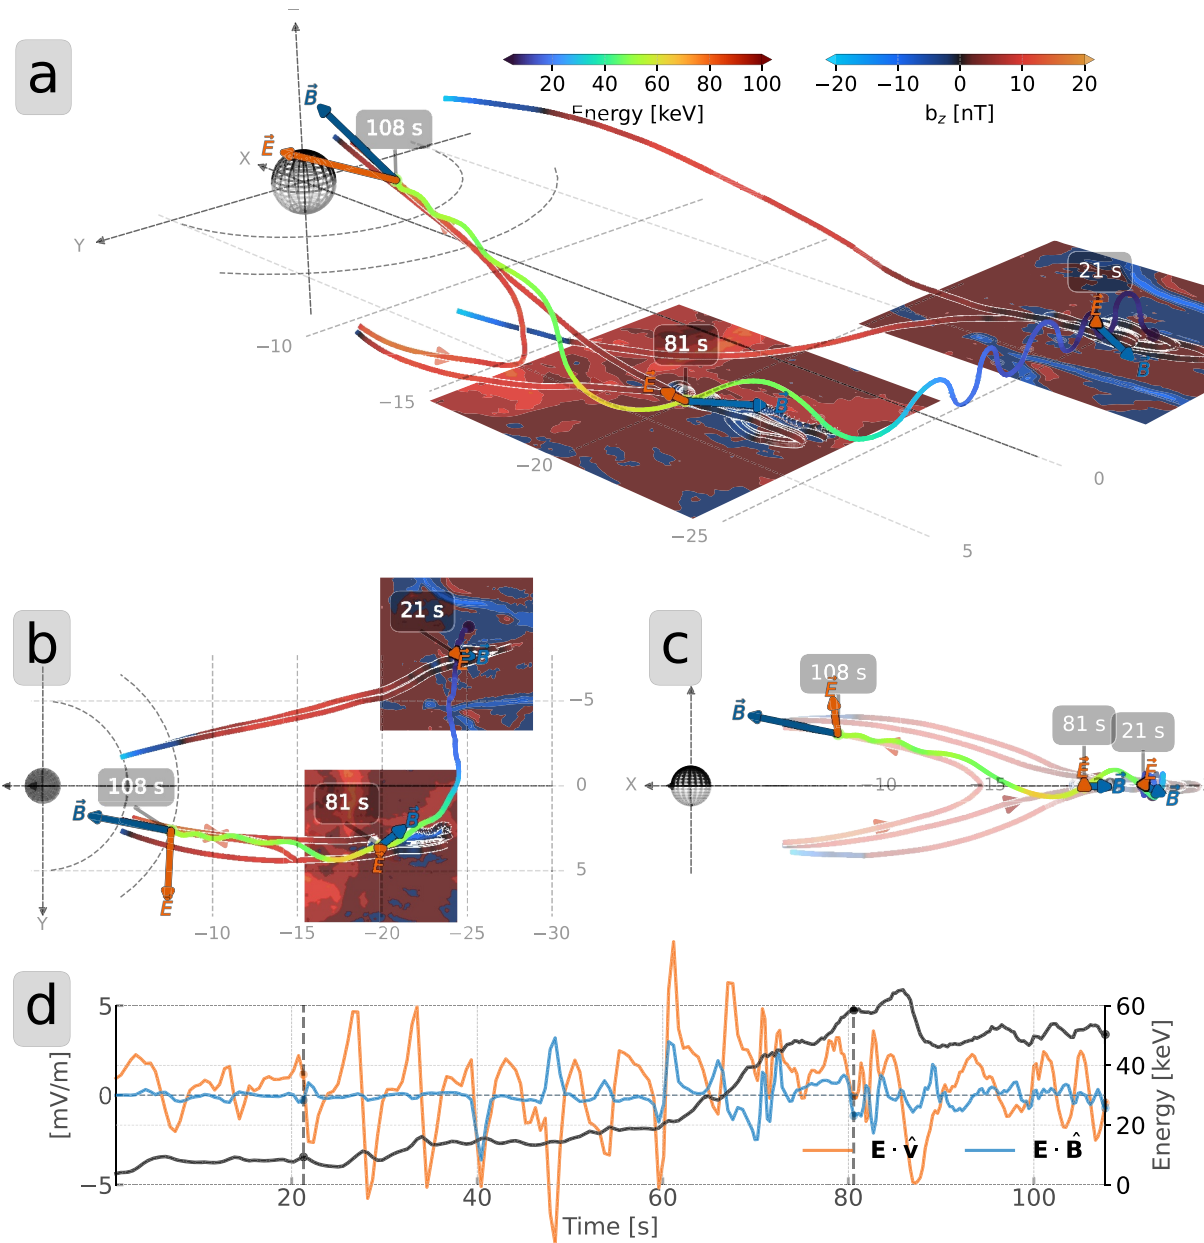 a
20 40 60 80 100
Energy [keV]
−20 −10 0 10 20
b_z [nT]
B⃗
E⃗
108 s
X
Y
21 s
E⃗
B⃗
81 s
E⃗
B⃗
−10
−15
−20
−25
0
5
b
21 s
E⃗
B⃗
−5
0
5
108 s
B⃗
E⃗
81 s
B⃗
E⃗
Y
−10 −15 −20 −25 −30
c
108 s
E⃗
B⃗
81 s
21 s
E⃗
E⃗
B⃗
B⃗
X
−10
−15
d
5
0
−5
[mV/m]
60
40
20
0
Energy [keV]
E · v̂
E · B̂
20 40 60 80 100
Time [s]